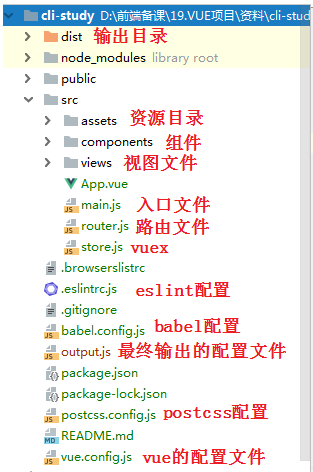 cli-study D:\前端备课\19.VUE项目\资料\cli-stud
dist 输出目录
node_modules library root
public
src
assets 资源目录
components 组件
views 视图文件
App.vue
main.js 入口文件
router.js 路由文件
store.js vuex
.browserslistrc
.eslintrc.js eslint配置
.gitignore
babel.config.js babel配置
output.js 最终输出的配置文件
package.json
package-lock.json
postcss.config.js postcss配置
README.md
vue.config.js vue的配置文件